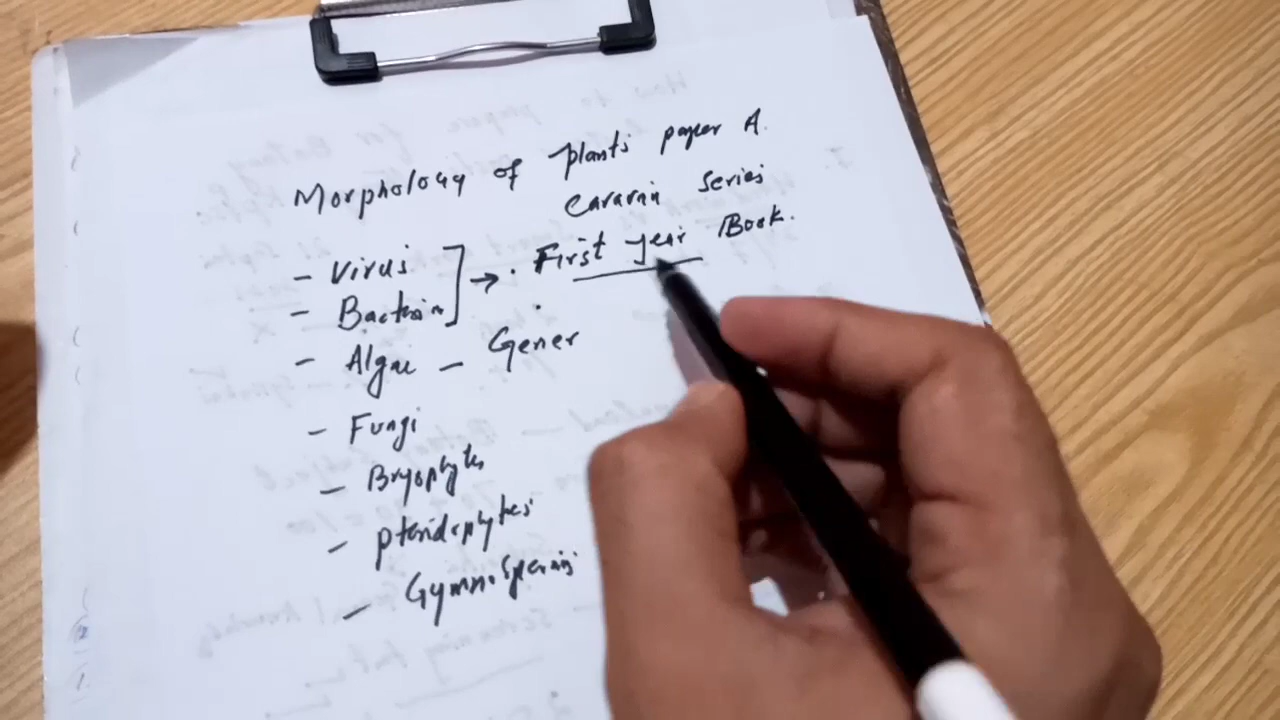 Morphology of plants paper A.
Caravan series
- Virus
- Bacteria
→ . First year Book.
- Algae - Gener
- Fungi
- Bryophytes
- pteridophytes
- Gymnosperms